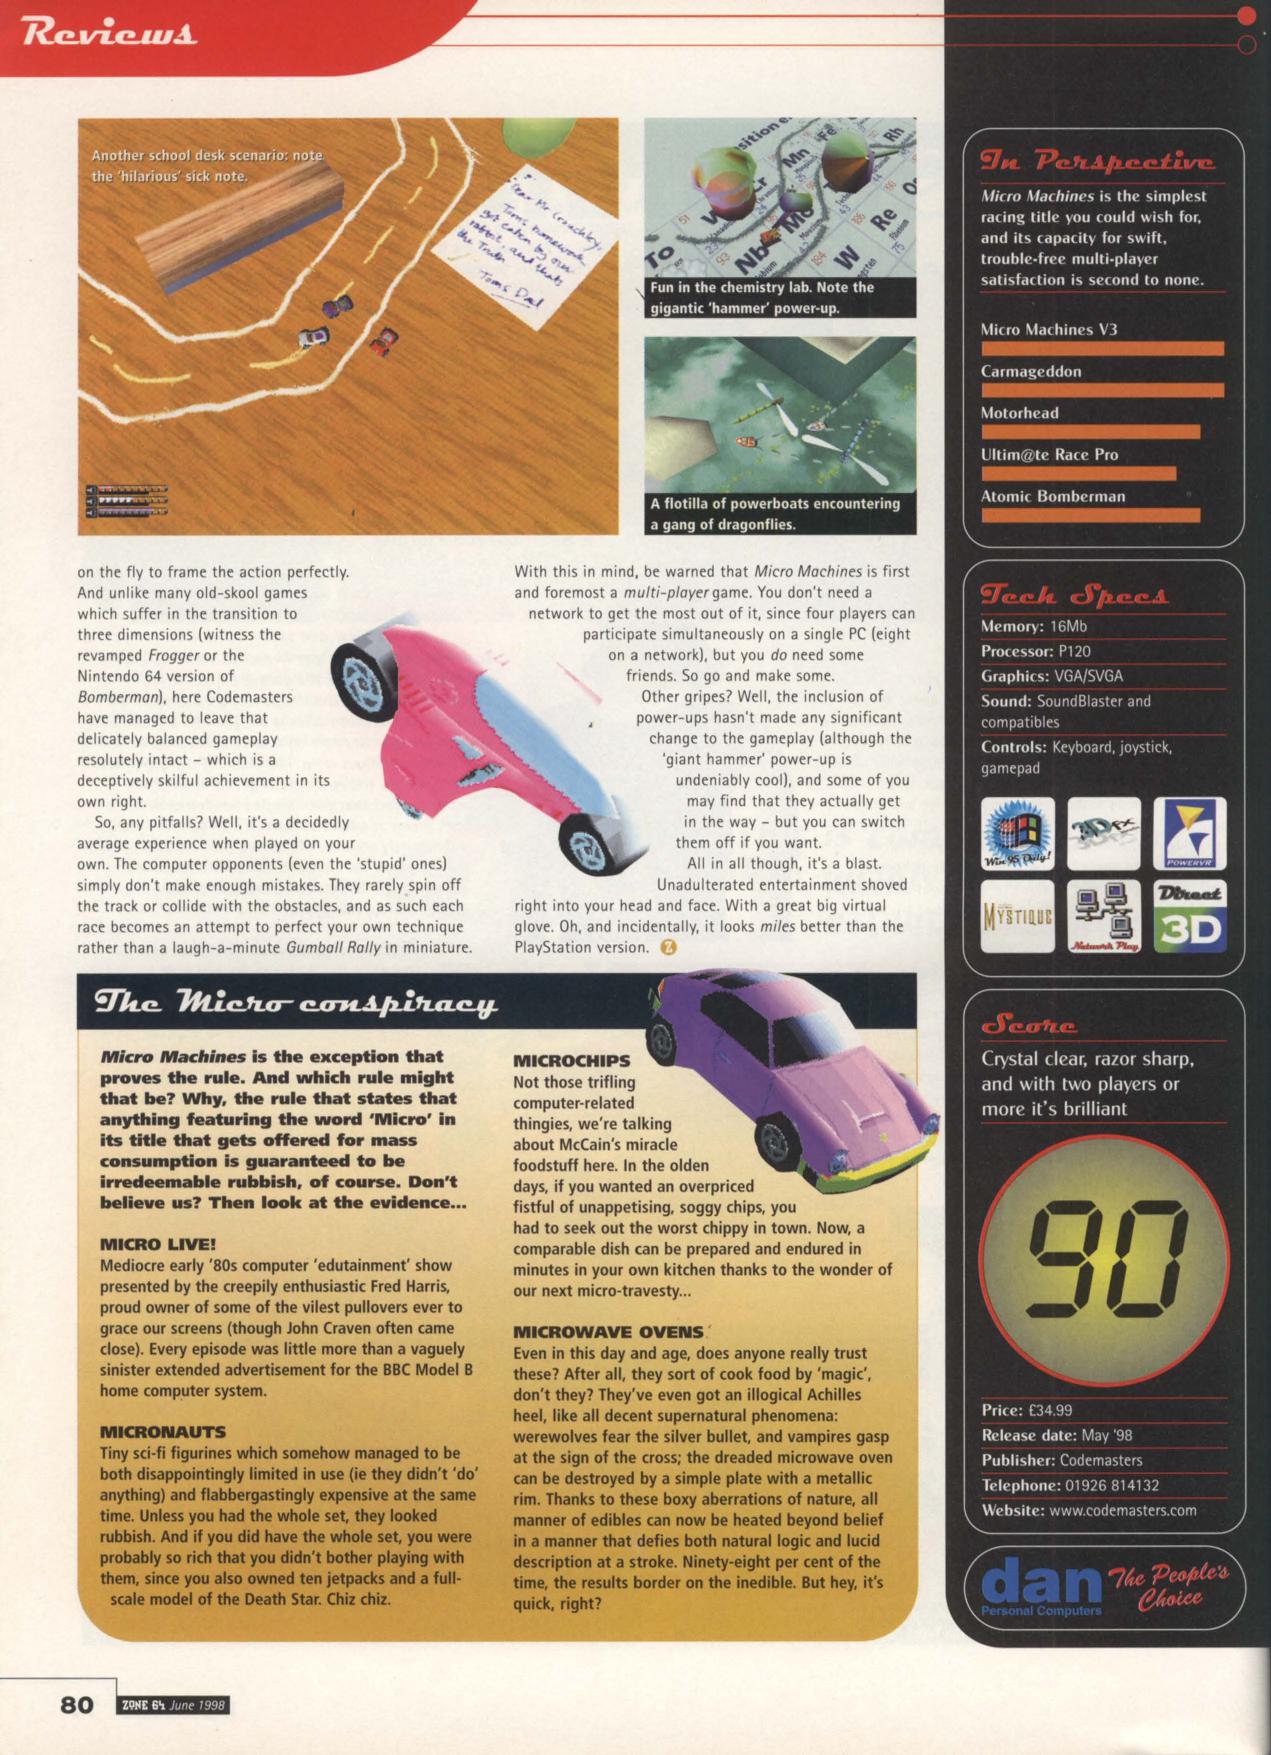 Reviews
Another school desk scenario: note
the 'hilarious' sick note.
Dear Mr Crunchley,
Toms homework
got eaten by our
rabbit, and thats
the Truth
Toms Dad
Fun in the chemistry lab. Note the
gigantic 'hammer' power-up.
A flotilla of powerboats encountering
a gang of dragonflies.
on the fly to frame the action perfectly.
And unlike many old-skool games
which suffer in the transition to
three dimensions (witness the
revamped Frogger or the
Nintendo 64 version of
Bomberman), here Codemasters
have managed to leave that
delicately balanced gameplay
resolutely intact – which is a
deceptively skilful achievement in its
own right.
So, any pitfalls? Well, it's a decidedly
average experience when played on your
own. The computer opponents (even the 'stupid' ones)
simply don't make enough mistakes. They rarely spin off
the track or collide with the obstacles, and as such each
race becomes an attempt to perfect your own technique
rather than a laugh-a-minute Gumball Rally in miniature.
With this in mind, be warned that Micro Machines is first
and foremost a multi-player game. You don't need a
network to get the most out of it, since four players can
participate simultaneously on a single PC (eight
on a network), but you do need some
friends. So go and make some.
Other gripes? Well, the inclusion of
power-ups hasn't made any significant
change to the gameplay (although the
'giant hammer' power-up is
undeniably cool), and some of you
may find that they actually get
in the way – but you can switch
them off if you want.
All in all though, it's a blast.
Unadulterated entertainment shoved
right into your head and face. With a great big virtual
glove. Oh, and incidentally, it looks miles better than the
PlayStation version. Z
The Micro conspiracy
Micro Machines is the exception that
proves the rule. And which rule might
that be? Why, the rule that states that
anything featuring the word 'Micro' in
its title that gets offered for mass
consumption is guaranteed to be
irredeemable rubbish, of course. Don't
believe us? Then look at the evidence...
MICRO LIVE!
Mediocre early '80s computer 'edutainment' show
presented by the creepily enthusiastic Fred Harris,
proud owner of some of the vilest pullovers ever to
grace our screens (though John Craven often came
close). Every episode was little more than a vaguely
sinister extended advertisement for the BBC Model B
home computer system.
MICRONAUTS
Tiny sci-fi figurines which somehow managed to be
both disappointingly limited in use (ie they didn't 'do'
anything) and flabbergastingly expensive at the same
time. Unless you had the whole set, they looked
rubbish. And if you did have the whole set, you were
probably so rich that you didn't bother playing with
them, since you also owned ten jetpacks and a full-
scale model of the Death Star. Chiz chiz.
MICROCHIPS
Not those trifling
computer-related
thingies, we're talking
about McCain's miracle
foodstuff here. In the olden
days, if you wanted an overpriced
fistful of unappetising, soggy chips, you
had to seek out the worst chippy in town. Now, a
comparable dish can be prepared and endured in
minutes in your own kitchen thanks to the wonder of
our next micro-travesty...
MICROWAVE OVENS
Even in this day and age, does anyone really trust
these? After all, they sort of cook food by 'magic',
don't they? They've even got an illogical Achilles
heel, like all decent supernatural phenomena:
werewolves fear the silver bullet, and vampires gasp
at the sign of the cross; the dreaded microwave oven
can be destroyed by a simple plate with a metallic
rim. Thanks to these boxy aberrations of nature, all
manner of edibles can now be heated beyond belief
in a manner that defies both natural logic and lucid
description at a stroke. Ninety-eight per cent of the
time, the results border on the inedible. But hey, it's
quick, right?
In Perspective
Micro Machines is the simplest
racing title you could wish for,
and its capacity for swift,
trouble-free multi-player
satisfaction is second to none.
Micro Machines V3
Carmageddon
Motorhead
Ultim@te Race Pro
Atomic Bomberman
Tech Specs
Memory: 16Mb
Processor: P120
Graphics: VGA/SVGA
Sound: SoundBlaster and
compatibles
Controls: Keyboard, joystick,
gamepad
Win 95 Only!
3Dfx
POWERVR
MYSTIQUE
Network Play
Direct
3D
Score
Crystal clear, razor sharp,
and with two players or
more it's brilliant
90
Price: £34.99
Release date: May '98
Publisher: Codemasters
Telephone: 01926 814132
Website: www.codemasters.com
dan
Personal Computers
The People's
Choice
80
ZONE 64 June 1998